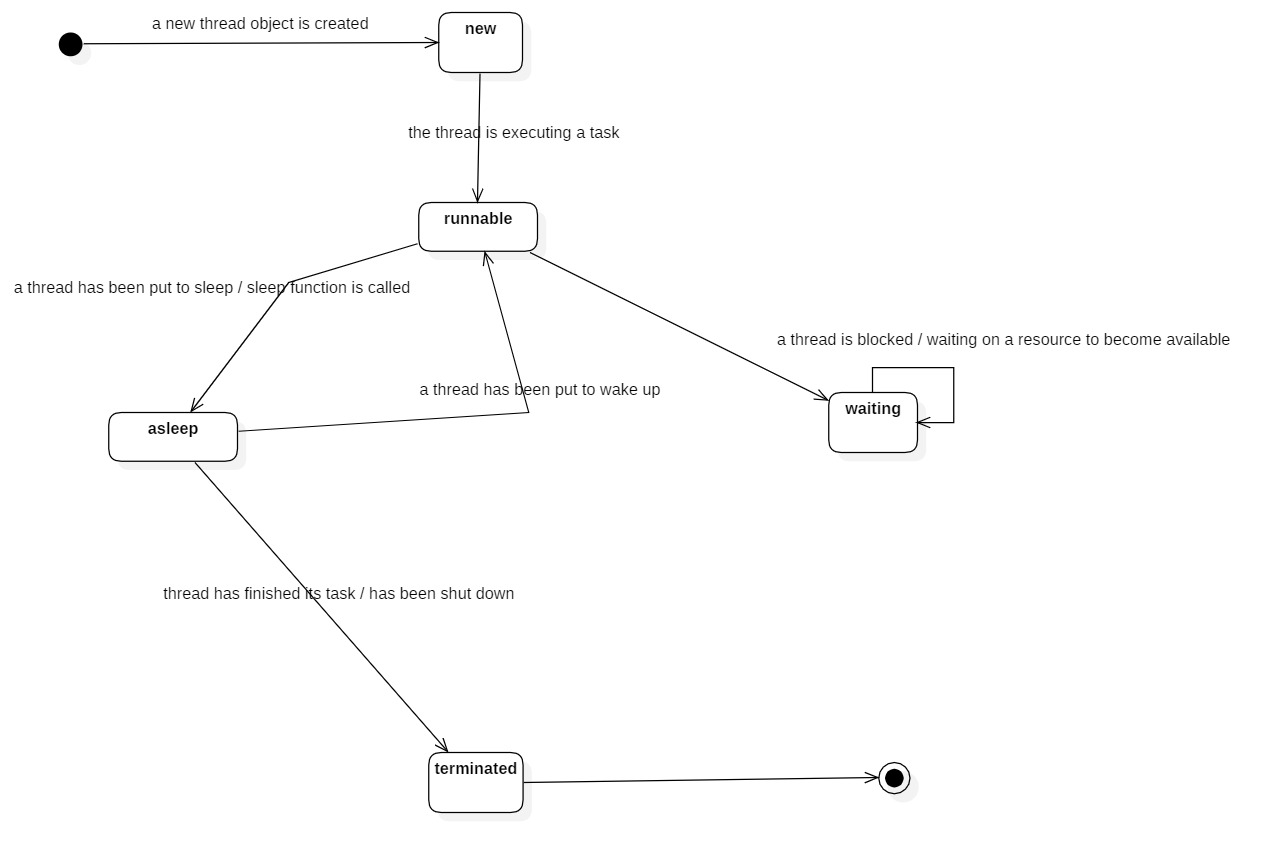 a new thread object is created
new
the thread is executing a task
runnable
a thread has been put to sleep / sleep function is called
a thread is blocked / waiting on a resource to become available
a thread has been put to wake up
waiting
asleep
thread has finished its task / has been shut down
terminated